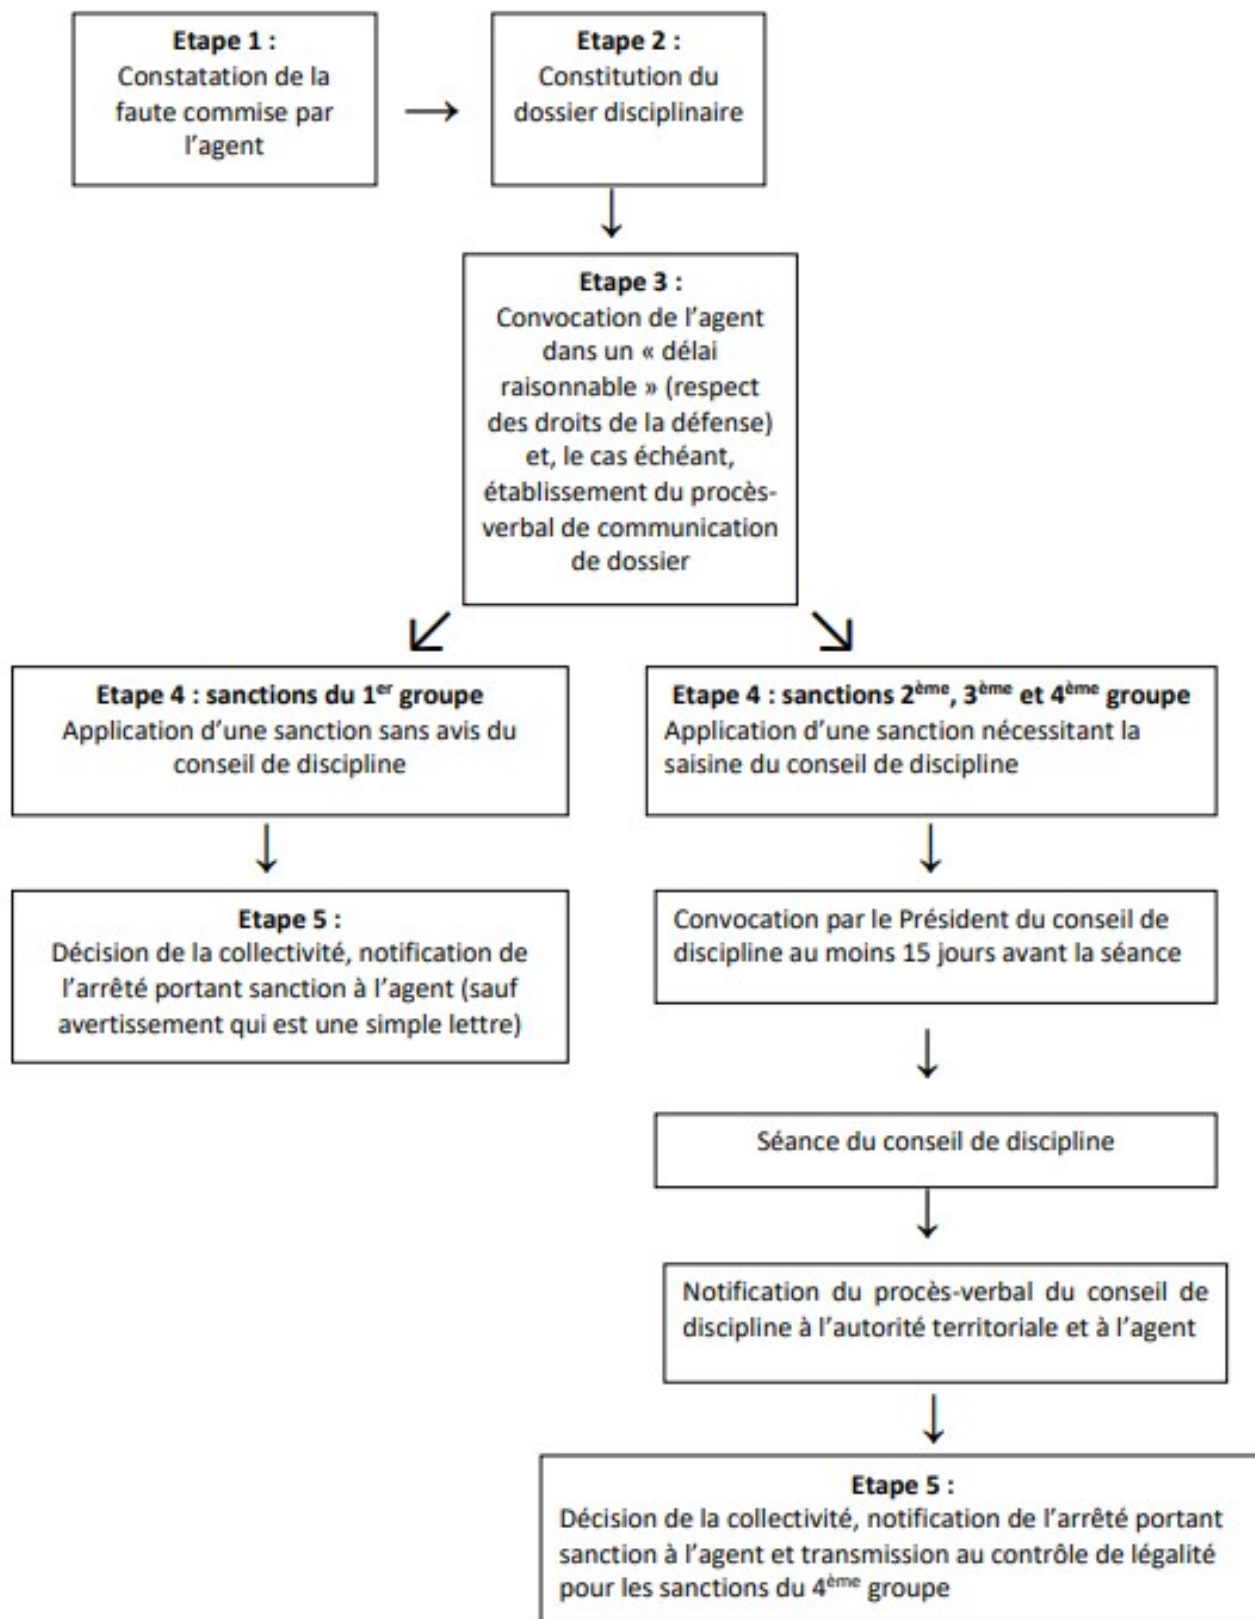 Etape 1 :
Constatation de la
faute commise par
l’agent
→
Etape 2 :
Constitution du
dossier disciplinaire
↓
Etape 3 :
Convocation de l’agent
dans un « délai
raisonnable » (respect
des droits de la défense)
et, le cas échéant,
établissement du procès-
verbal de communication
de dossier
Etape 4 : sanctions du 1er groupe
Application d’une sanction sans avis du
conseil de discipline
↓
Etape 5 :
Décision de la collectivité, notification de
l’arrêté portant sanction à l’agent (sauf
avertissement qui est une simple lettre)
Etape 4 : sanctions 2ème, 3ème et 4ème groupe
Application d’une sanction nécessitant la
saisine du conseil de discipline
↓
Convocation par le Président du conseil de
discipline au moins 15 jours avant la séance
↓
Séance du conseil de discipline
↓
Notification du procès-verbal du conseil de
discipline à l’autorité territoriale et à l’agent
↓
Etape 5 :
Décision de la collectivité, notification de l’arrêté portant
sanction à l’agent et transmission au contrôle de légalité
pour les sanctions du 4ème groupe